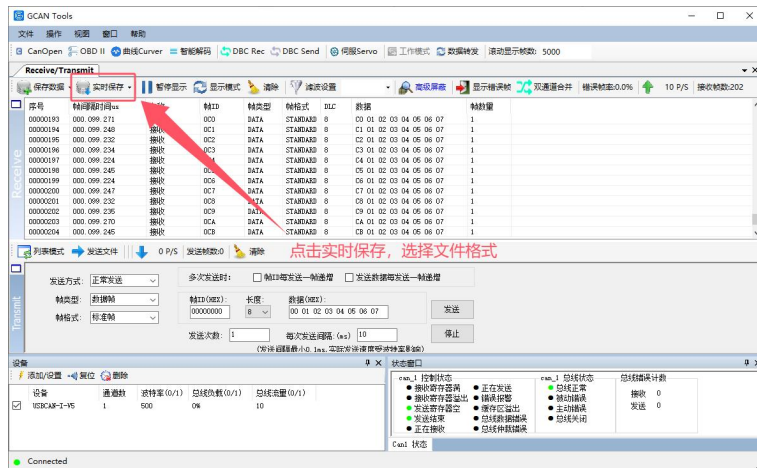 GCAN Tools
文件 操作 视图 窗口 帮助
CanOpen OBD II 曲线Curver 智能解码 DBC Rec DBC Send 伺服Servo 工作模式 数据转发 滚动显示帧数: 5000
Receive/Transmit
保存数据 实时保存 暂停显示 显示模式 清除 滤波设置 高级屏蔽 显示错误帧 双通道合并 错误帧率:0.0% 10 P/S 接收帧数:202
序号 帧间隔时间us 帧ID 帧类型 帧格式 DLC 数据 帧数量
00000193 000.099.271 接收 0C0 DATA STANDARD 8 C0 01 02 03 04 05 06 07 1
00000194 000.099.248 接收 0C1 DATA STANDARD 8 C1 01 02 03 04 05 06 07 1
00000195 000.099.232 接收 0C2 DATA STANDARD 8 C2 01 02 03 04 05 06 07 1
00000196 000.099.234 接收 0C3 DATA STANDARD 8 C3 01 02 03 04 05 06 07 1
00000197 000.099.224 接收 DATA STANDARD 8 C4 01 02 03 04 05 06 07 1
00000198 000.099.245 接收 DATA STANDARD 8 C5 01 02 03 04 05 06 07 1
00000199 000.099.224 接收 0C6 DATA STANDARD 8 C6 01 02 03 04 05 06 07 1
00000200 000.099.247 接收 0C7 DATA STANDARD 8 C7 01 02 03 04 05 06 07 1
00000201 000.099.232 接收 0C8 DATA STANDARD 8 C8 01 02 03 04 05 06 07 1
00000202 000.099.235 接收 0C9 DATA STANDARD 8 C9 01 02 03 04 05 06 07 1
00000203 000.099.270 接收 0CA DATA STANDARD 8 CA 01 02 03 04 05 06 07 1
00000204 000.099.245 接收 0CB DATA STANDARD 8 CB 01 02 03 04 05 06 07 1
Receive
列表模式 发送文件 0 P/S 发送帧数:0 清除
点击实时保存，选择文件格式
Transmit
发送方式: 正常发送 多次发送时: 帧ID每发送一帧递增 发送数据每发送一帧递增
帧类型: 数据帧 帧ID(HEX): 长度: 数据(HEX):
帧格式: 标准帧 00000000 8 00 01 02 03 04 05 06 07 发送
发送次数: 1 每次发送间隔:(ms) 10 停止
(发送间隔最小0.1ms,实际发送速度受波特率影响)
设备
添加/设置 复位 删除
设备 通道数 波特率(0/1) 总线负载(0/1) 总线流量(0/1)
USBCAN-I-V5 1 500 0% 10
状态窗口
can_1 控制状态 can_1 总线状态 总线错误计数
接收寄存器满 正在发送 总线正常 接收 0
接收寄存器溢出 错误报警 被动错误 发送 0
发送寄存器空 缓存区溢出 主动错误
发送结束 总线数据错误 总线关闭
正在接收 总线仲裁错误
Can1 状态
Connected